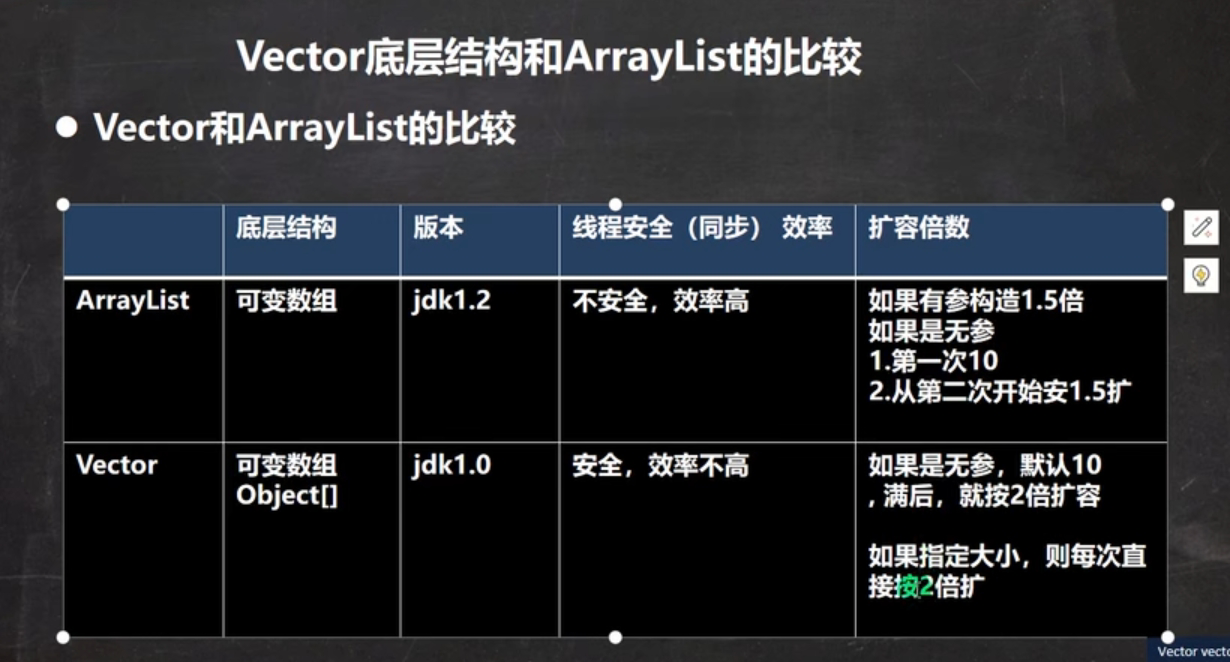 Vector底层结构和ArrayList的比较
● Vector和ArrayList的比较
底层结构 版本 线程安全（同步） 效率 扩容倍数
ArrayList 可变数组 jdk1.2 不安全，效率高 如果有参构造1.5倍
如果是无参
1.第一次10
2.从第二次开始安1.5扩
Vector 可变数组 jdk1.0 安全，效率不高 如果是无参，默认10
Object[] , 满后，就按2倍扩容
如果指定大小，则每次直
接按2倍扩
Vector